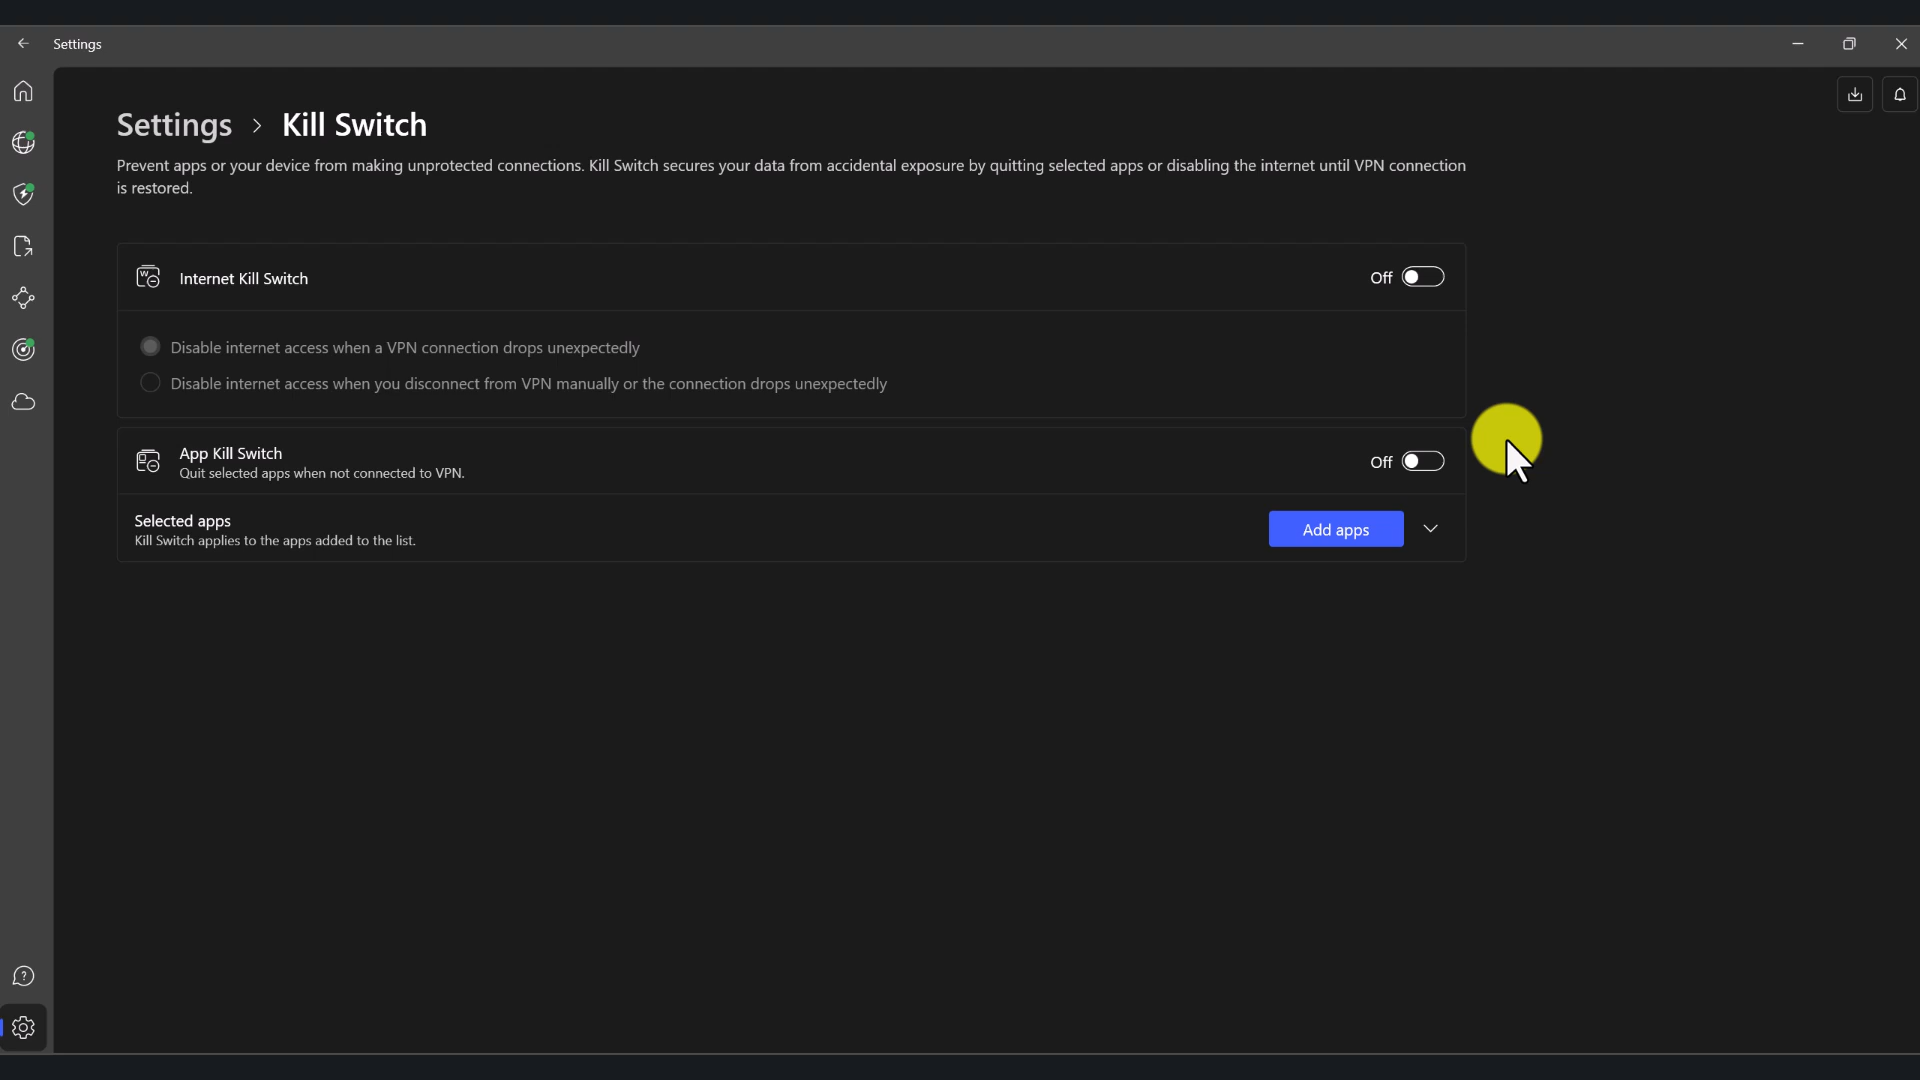 Settings
Settings > Kill Switch
Prevent apps or your device from making unprotected connections. Kill Switch secures your data from accidental exposure by quitting selected apps or disabling the internet until VPN connection
is restored.
Internet Kill Switch
Off
Disable internet access when a VPN connection drops unexpectedly
Disable internet access when you disconnect from VPN manually or the connection drops unexpectedly
App Kill Switch
Quit selected apps when not connected to VPN.
Off
Selected apps
Kill Switch applies to the apps added to the list.
Add apps